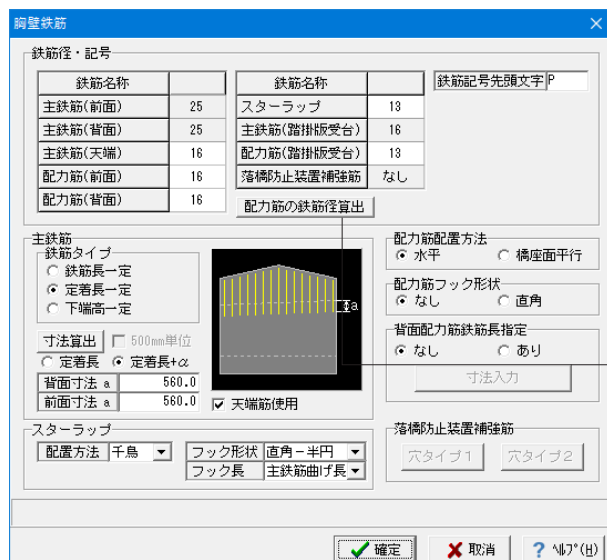 胸壁鉄筋
鉄筋径・記号
鉄筋名称
主鉄筋(前面) 25
主鉄筋(背面) 25
主鉄筋(天端) 16
配力筋(前面) 16
配力筋(背面) 16
鉄筋名称
スターラップ 13
主鉄筋(踏掛版受台) 16
配力筋(踏掛版受台) 13
落橋防止装置補強筋 なし
配力筋の鉄筋径算出
鉄筋記号先頭文字 P
主鉄筋
鉄筋タイプ
鉄筋長一定
定着長一定
下端高一定
寸法算出 500mm単位
定着長 定着長+α
背面寸法 a 560.0
前面寸法 a 560.0
a
天端筋使用
配力筋配置方法
水平 橋座面平行
配力筋フック形状
なし 直角
背面配力筋鉄筋長指定
なし あり
寸法入力
スターラップ
配置方法 千鳥
フック形状 直角-半円
フック長 主鉄筋曲げ長
落橋防止装置補強筋
穴タイプ1 穴タイプ2
確定 取消 ? ヘルプ(H)